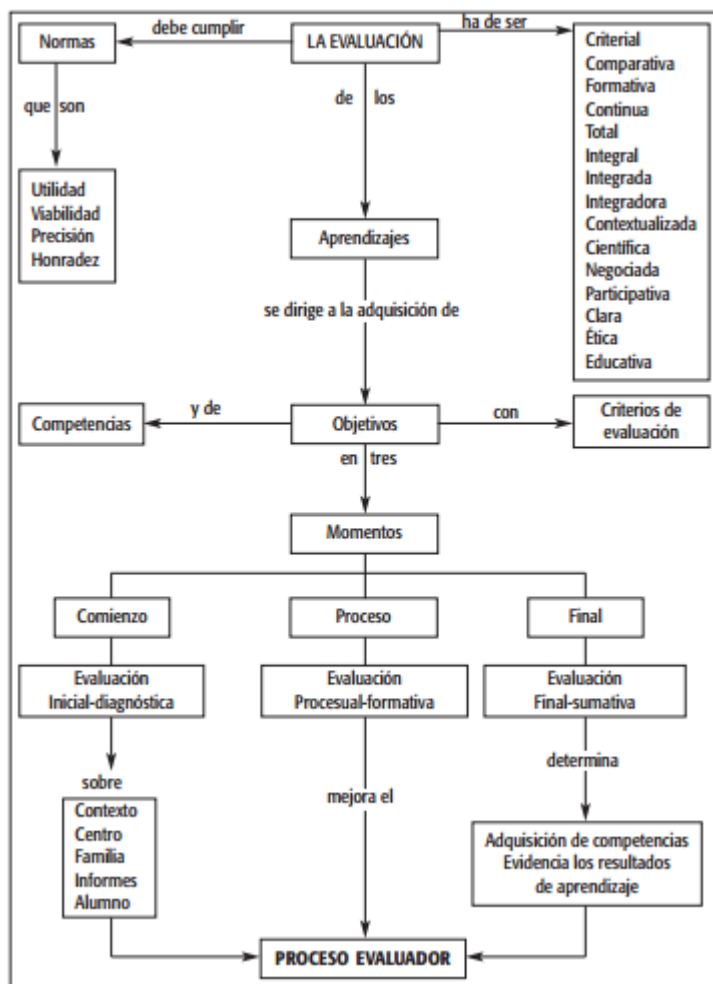 Normas
debe cumplir
LA EVALUACIÓN
ha de ser
Criterial
Comparativa
Formativa
Continua
Total
Integral
Integrada
Integradora
Contextualizada
Científica
Negociada
Participativa
Clara
Ética
Educativa
que son
de los
Utilidad
Viabilidad
Precisión
Honradez
Aprendizajes
se dirige a la adquisición de
Competencias
y de
Objetivos
con
Criterios de
evaluación
en tres
Momentos
Comienzo
Proceso
Final
Evaluación
Inicial-diagnóstica
Evaluación
Procesual-formativa
Evaluación
Final-sumativa
sobre
mejora el
determina
Contexto
Centro
Familia
Informes
Alumno
Adquisición de competencias
Evidencia los resultados
de aprendizaje
PROCESO EVALUADOR